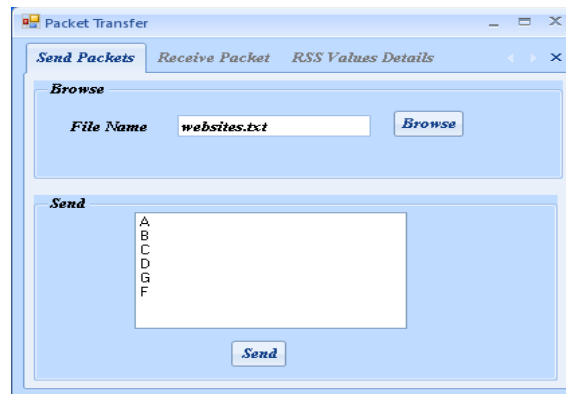 Packet Transfer
Send Packets Receive Packet RSS Values Details
Browse
File Name websites.txt Browse
Send
A
B
C
D
G
F
Send